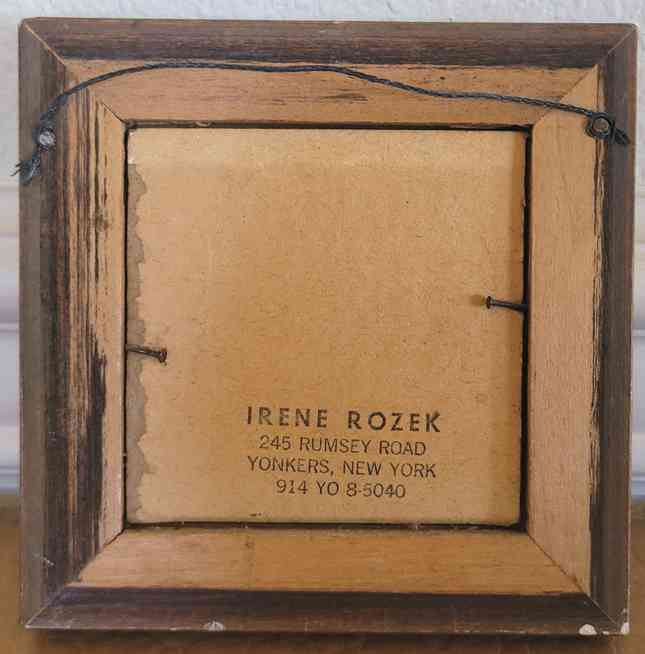 IRENE ROZEK
245 RUMSEY ROAD
YONKERS, NEW YORK
914 YO 8-5040